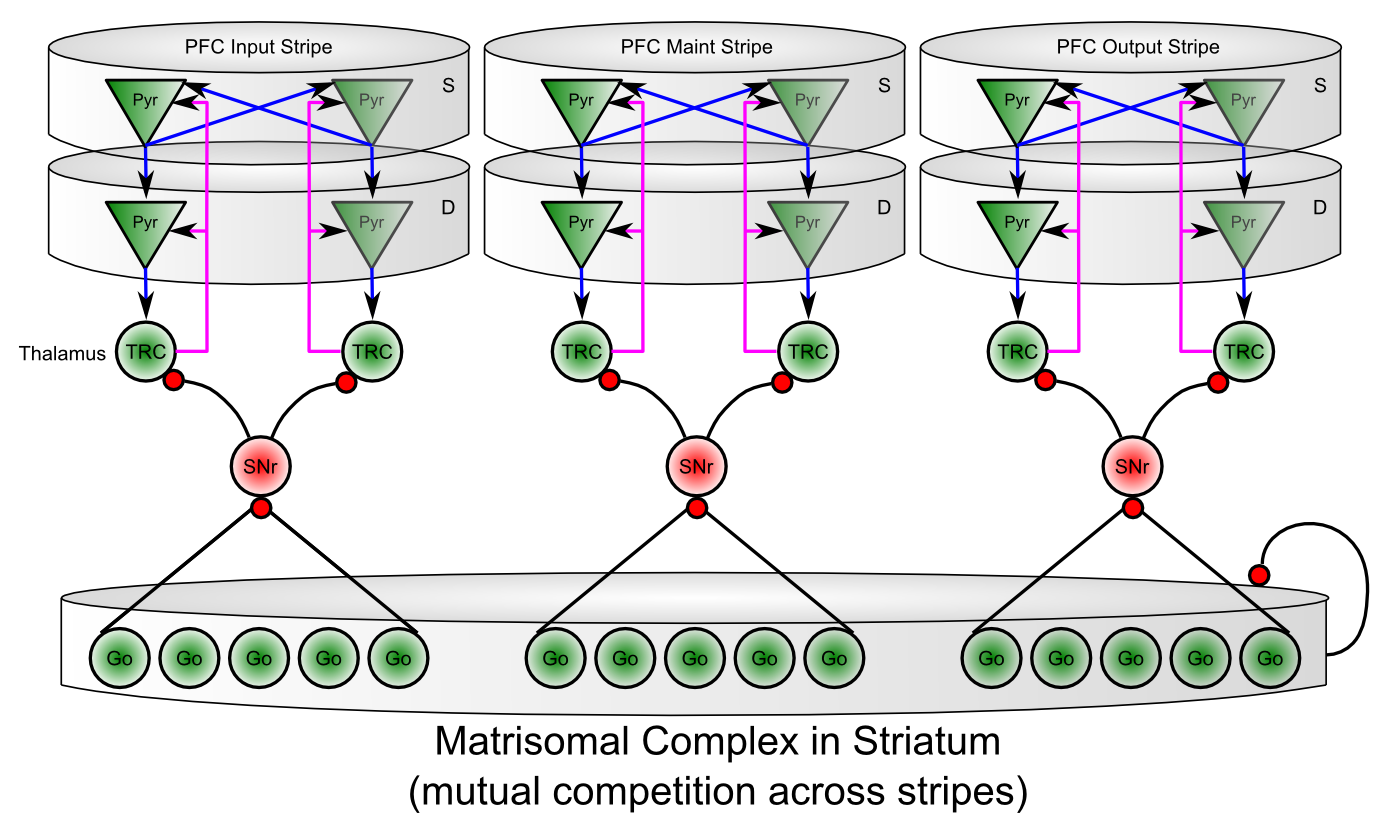 PFC Input Stripe PFC Maint Stripe PFC Output Stripe
Pyr Pyr S Pyr Pyr S Pyr Pyr S
Pyr Pyr D Pyr Pyr D Pyr Pyr D
Thalamus TRC TRC TRC TRC TRC TRC
SNr SNr SNr
Go Go Go Go Go Go Go Go Go Go Go Go Go Go Go
Matrisomal Complex in Striatum
(mutual competition across stripes)